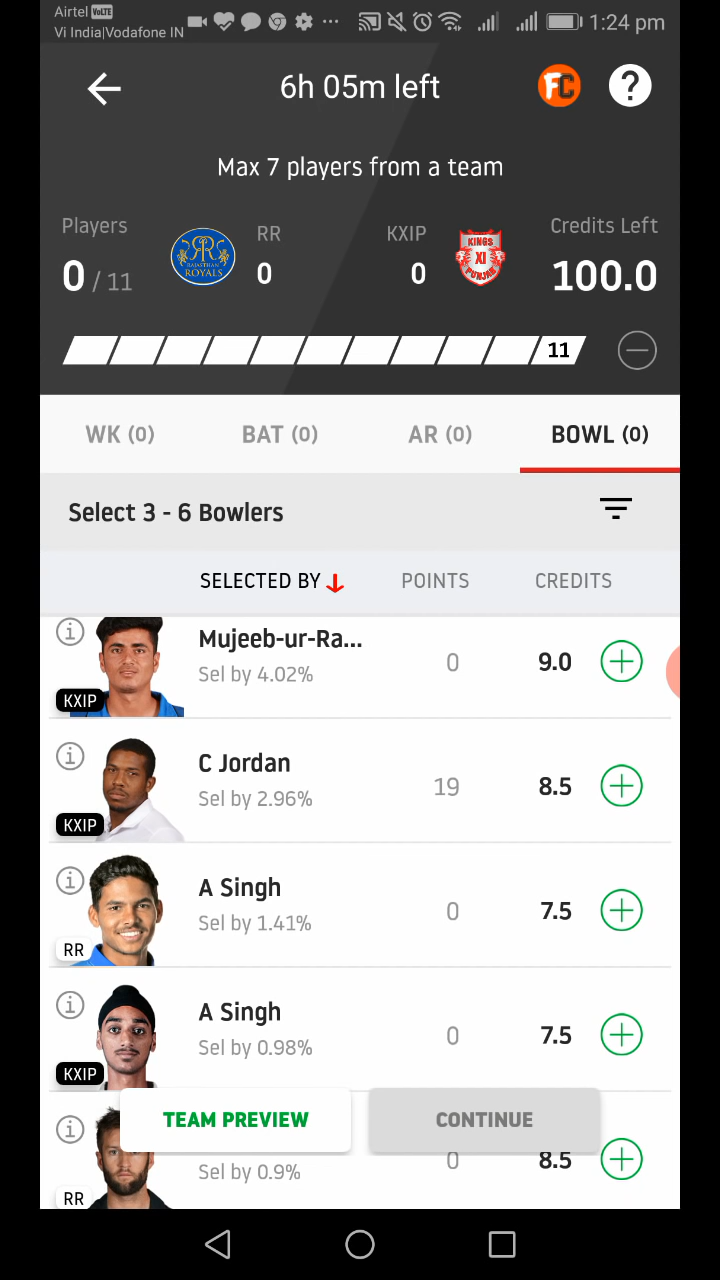 Airtel VoLTE
Vi India|Vodafone IN
1:24 pm
6h 05m left
FC
?
Max 7 players from a team
Players
RR
KXIP
Credits Left
0 / 11
RAJASTHAN
ROYALS
0
0
KINGS
XI
PUNJAB
100.0
11
WK (0)
BAT (0)
AR (0)
BOWL (0)
Select 3 - 6 Bowlers
SELECTED BY
POINTS
CREDITS
Mujeeb-ur-Ra...
Sel by 4.02%
0
9.0
KXIP
C Jordan
Sel by 2.96%
19
8.5
KXIP
A Singh
Sel by 1.41%
0
7.5
RR
A Singh
Sel by 0.98%
0
7.5
KXIP
TEAM PREVIEW
CONTINUE
Sel by 0.9%
0
8.5
RR